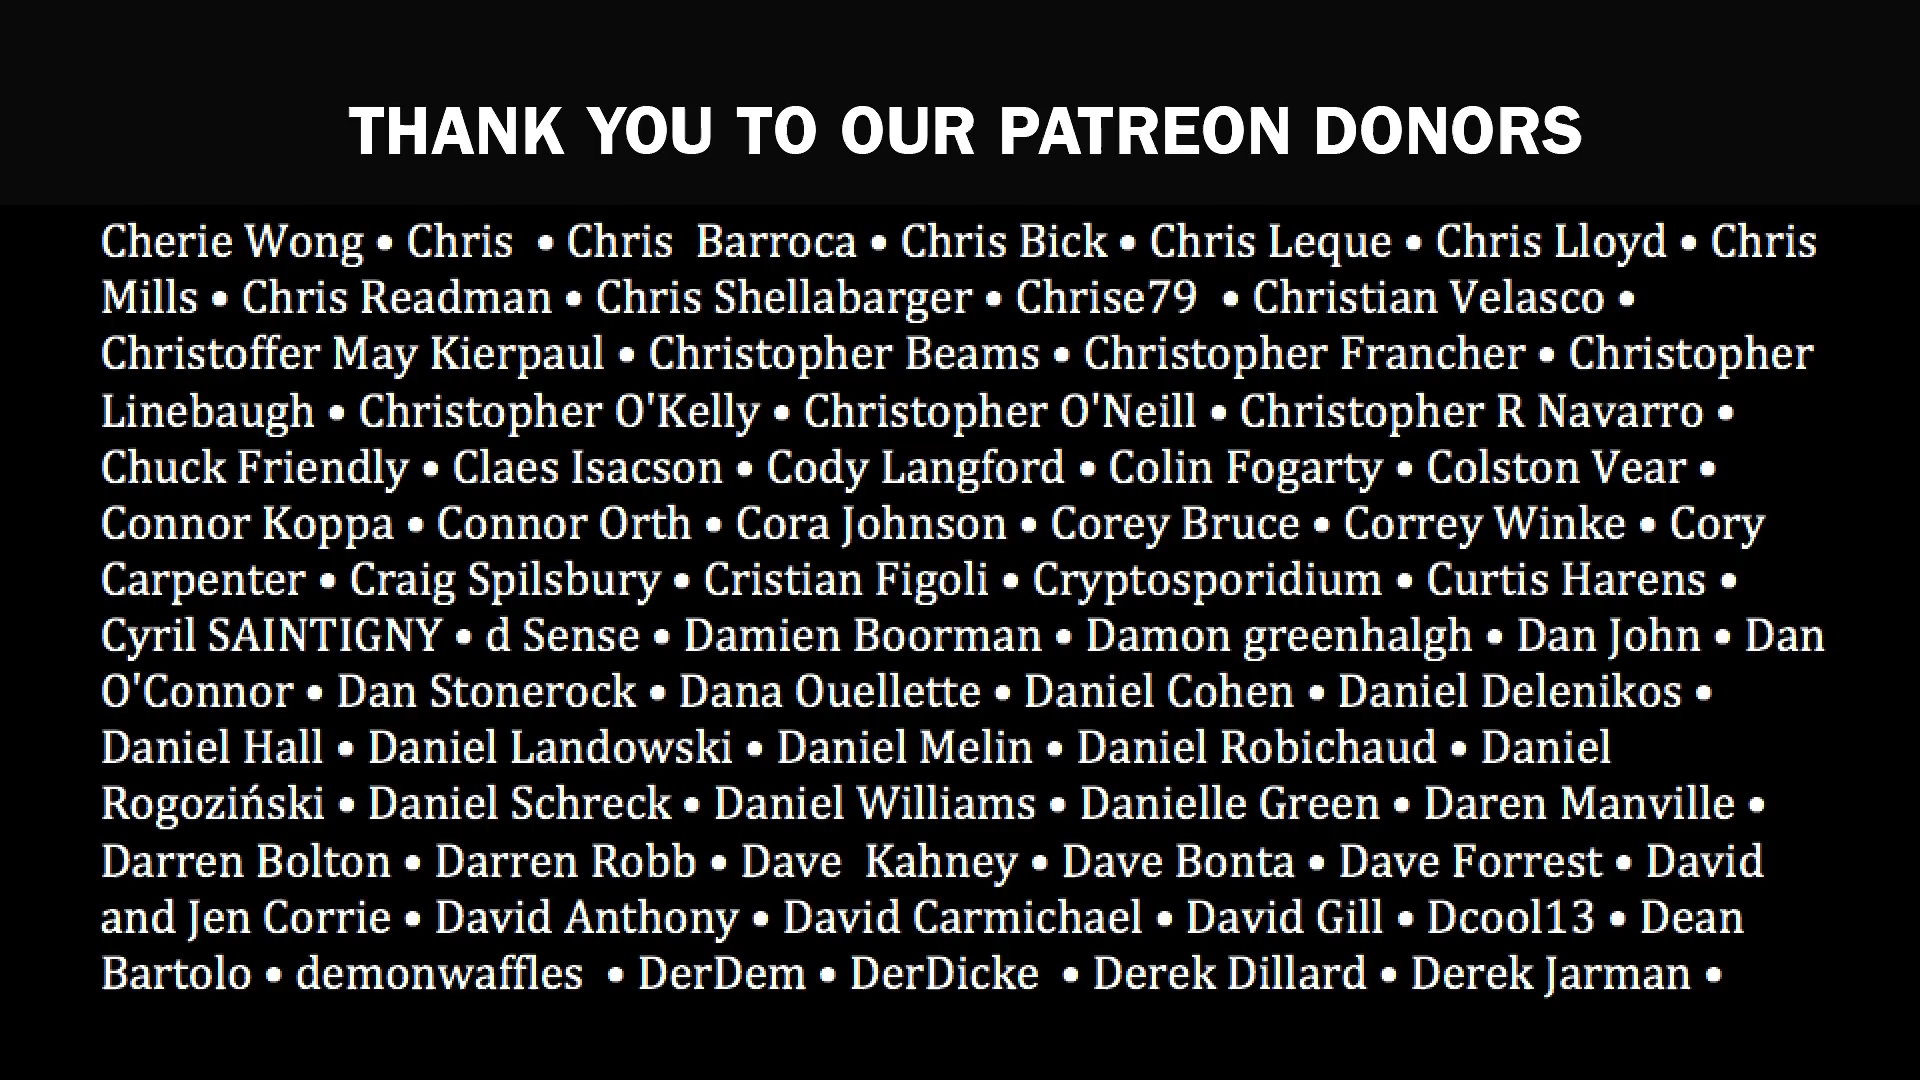 THANK YOU TO OUR PATREON DONORS
Cherie Wong • Chris • Chris Barroca • Chris Bick • Chris Leque • Chris Lloyd • Chris
Mills • Chris Readman • Chris Shellabarger • Chrise79 • Christian Velasco •
Christoffer May Kierpaul • Christopher Beams • Christopher Francher • Christopher
Linebaugh • Christopher O'Kelly • Christopher O'Neill • Christopher R Navarro •
Chuck Friendly • Claes Isacson • Cody Langford • Colin Fogarty • Colston Vear •
Connor Koppa • Connor Orth • Cora Johnson • Corey Bruce • Correy Winke • Cory
Carpenter • Craig Spilsbury • Cristian Figoli • Cryptosporidium • Curtis Harens •
Cyril SAINTIGNY • d Sense • Damien Boorman • Damon greenhalgh • Dan John • Dan
O'Connor • Dan Stonerock • Dana Ouellette • Daniel Cohen • Daniel Delenikos •
Daniel Hall • Daniel Landowski • Daniel Melin • Daniel Robichaud • Daniel
Rogoziński • Daniel Schreck • Daniel Williams • Danielle Green • Daren Manville •
Darren Bolton • Darren Robb • Dave Kahney • Dave Bonta • Dave Forrest • David
and Jen Corrie • David Anthony • David Carmichael • David Gill • Dcool13 • Dean
Bartolo • demonwaffles • DerDem • DerDicke • Derek Dillard • Derek Jarman •